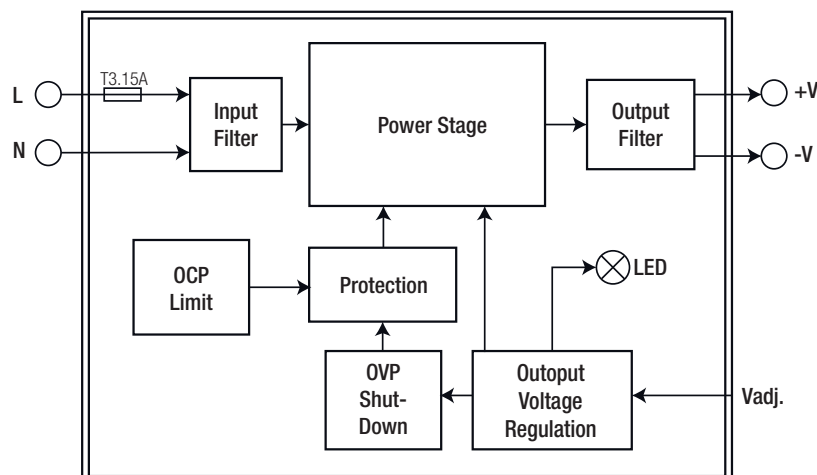 T3.15A
L
Input
Filter
Power Stage
Output
Filter
+V
N
-V
OCP
Limit
Protection
LED
OVP
Shut-
Down
Outoput
Voltage
Regulation
Vadj.